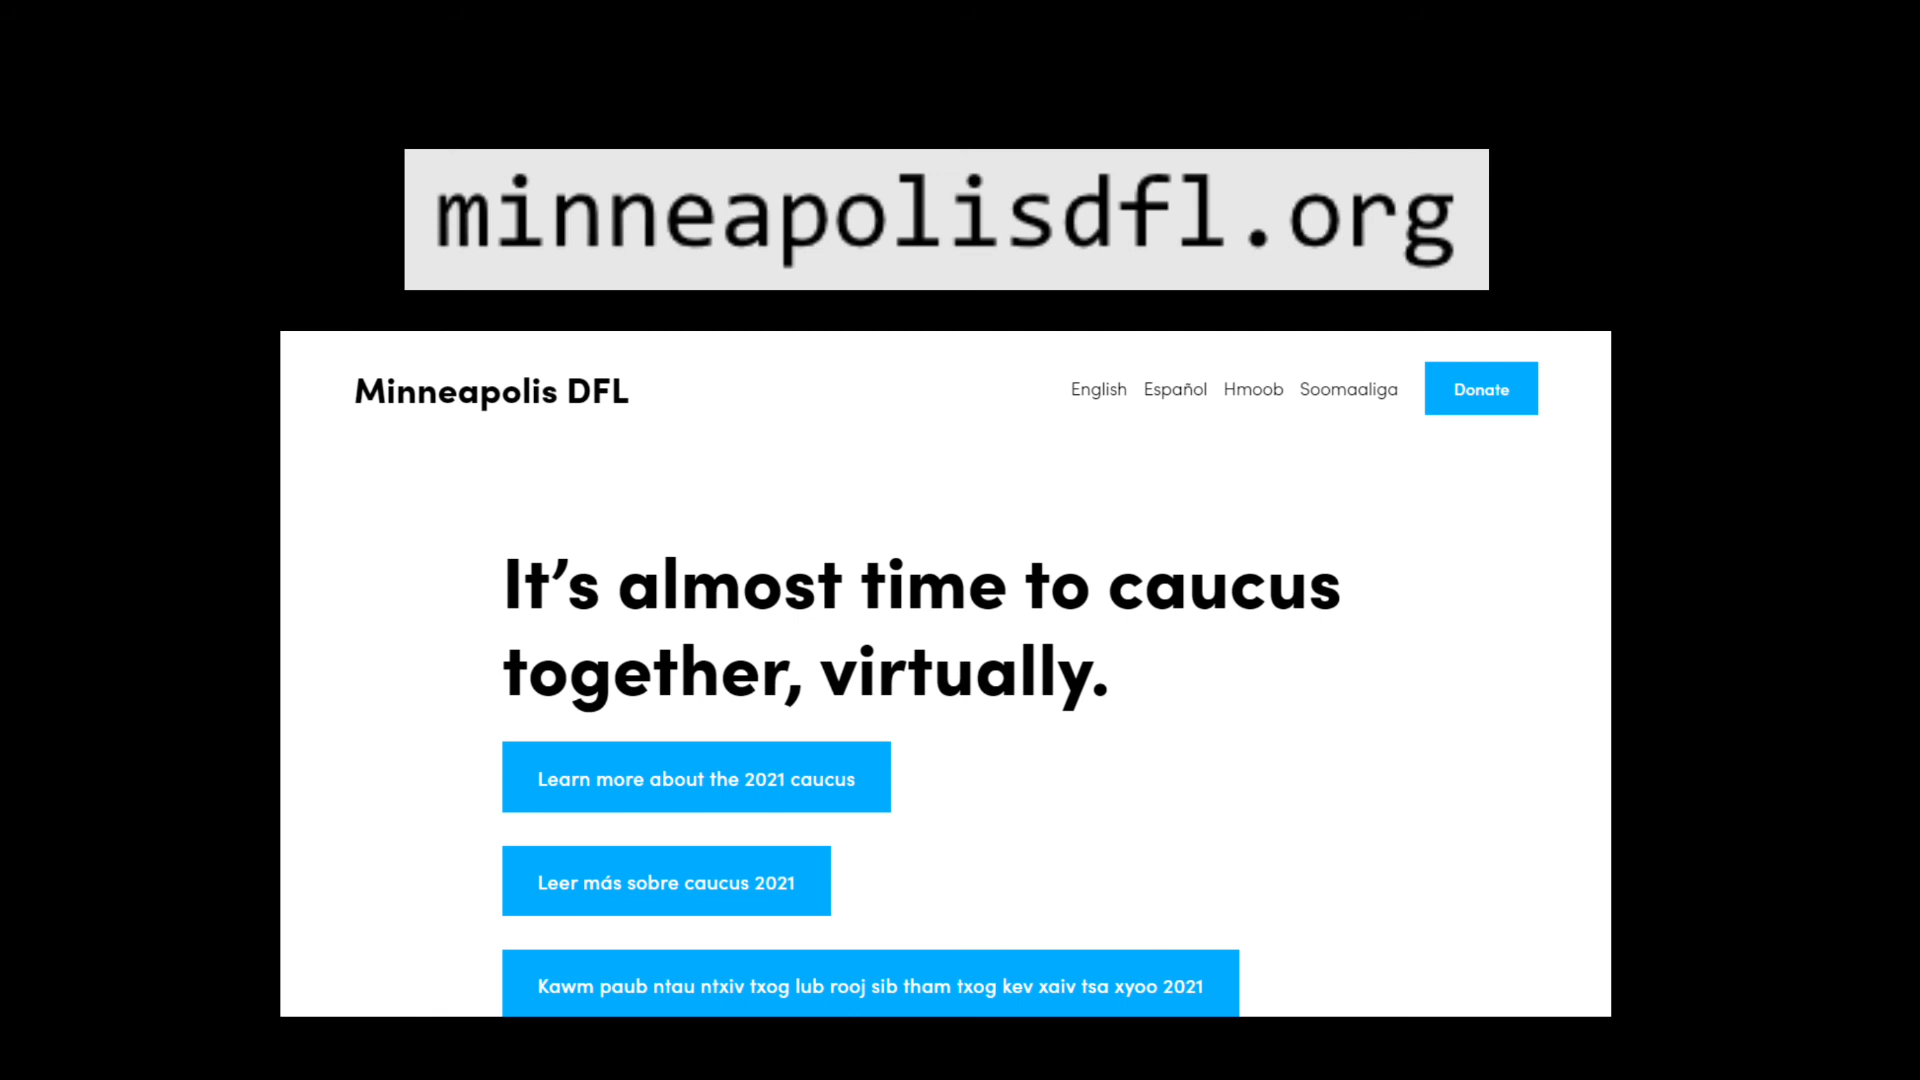 minneapolisdfl.org
Minneapolis DFL
English Español Hmoob Soomaaliga Donate
It’s almost time to caucus
together, virtually.
Learn more about the 2021 caucus
Leer más sobre caucus 2021
Kawm paub ntau ntxiv txog lub rooj sib tham txog kev xaiv tsa xyoo 2021